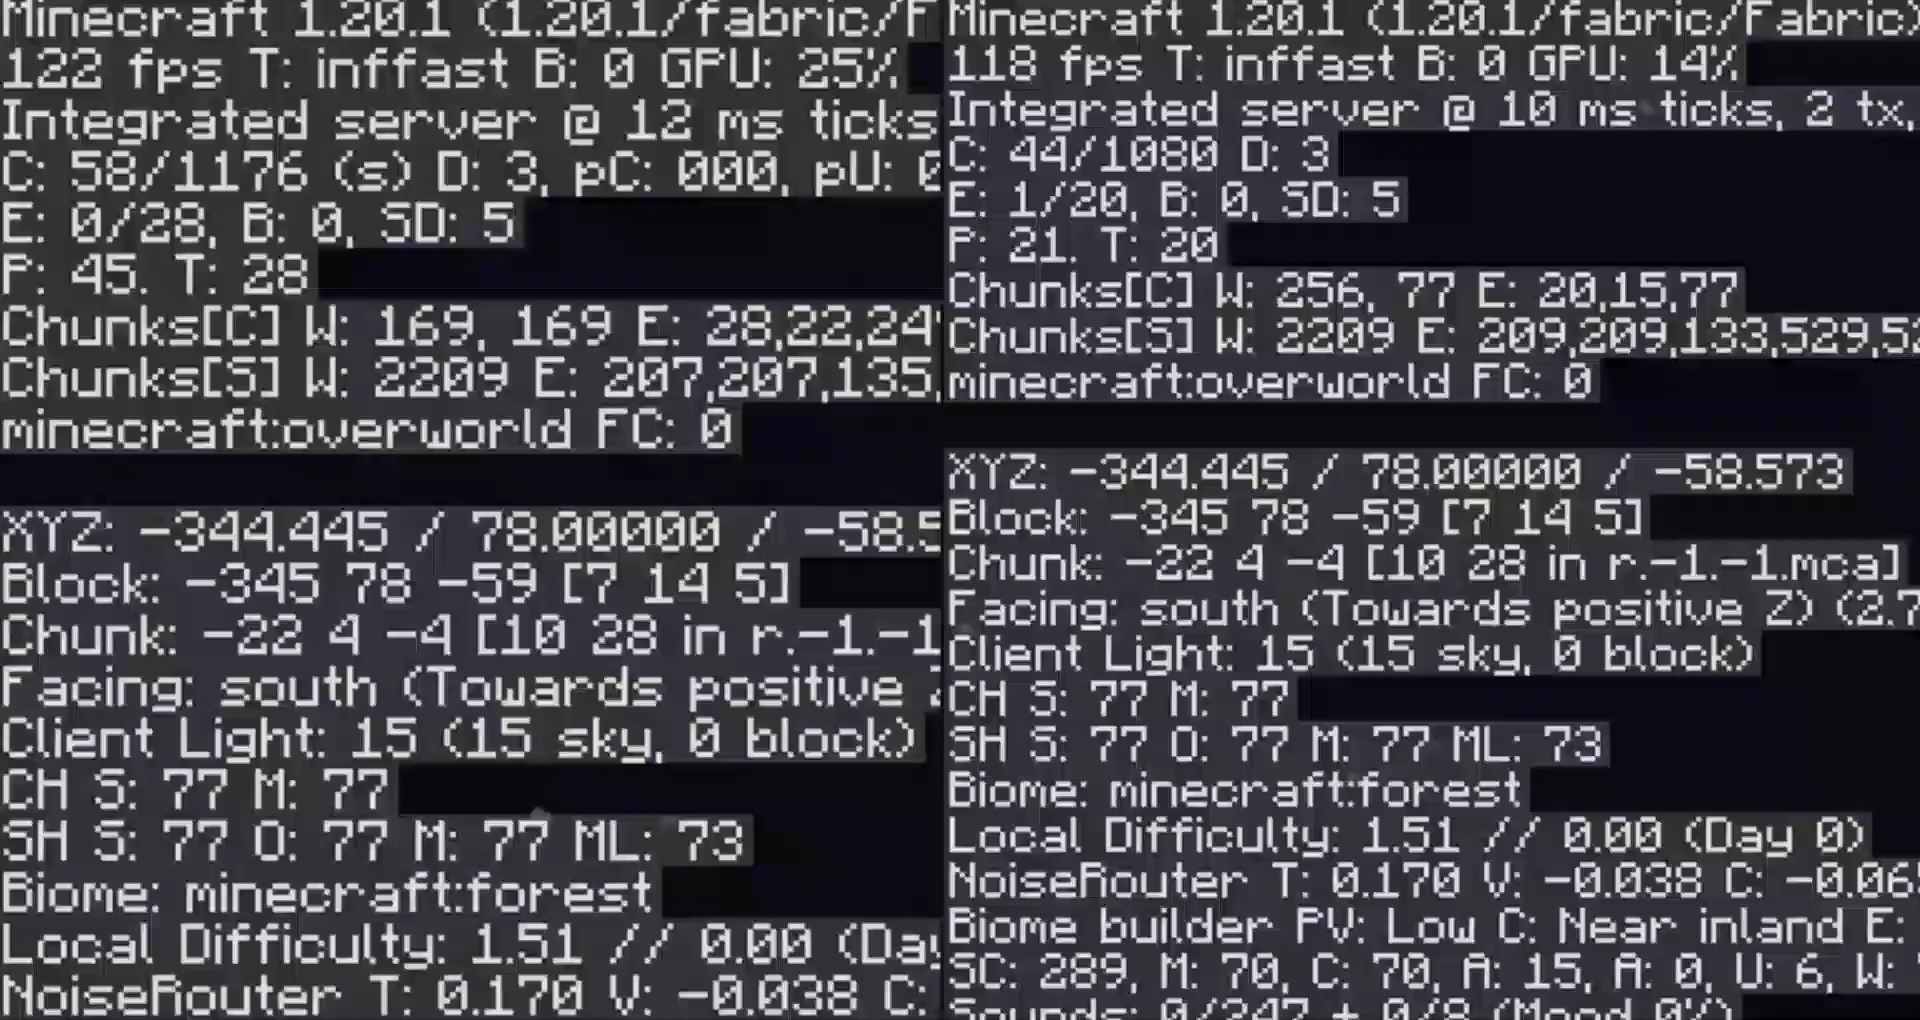 Minecraft 1.20.1 (1.20.1/fabric/F
122 fps T: inffast B: 0 GPU: 25%
Integrated server @ 12 ms ticks
C: 58/1176 (s) D: 3, pC: 000, pU: 0
E: 0/28, B: 0, SD: 5
P: 45. T: 28
Chunks[C] W: 169, 169 E: 28,22,24
Chunks[S] W: 2209 E: 207,207,135,
minecraft:overworld FC: 0
XYZ: -344.445 / 78.00000 / -58.5
Block: -345 78 -59 [7 14 5]
Chunk: -22 4 -4 [10 28 in r.-1.-1
Facing: south (Towards positive
Client Light: 15 (15 sky, 0 block)
CH S: 77 M: 77
SH S: 77 O: 77 M: 77 ML: 73
Biome: minecraft:forest
Local Difficulty: 1.51 // 0.00 (Day
NoiseRouter T: 0.170 V: -0.038 C:
Minecraft 1.20.1 (1.20.1/fabric/Fabric)
118 fps T: inffast B: 0 GPU: 14%
Integrated server @ 10 ms ticks, 2 tx,
C: 44/1080 D: 3
E: 1/20, B: 0, SD: 5
P: 21. T: 20
Chunks[C] W: 256, 77 E: 20,15,77
Chunks[S] W: 2209 E: 209,209,133,529,52
minecraft:overworld FC: 0
XYZ: -344.445 / 78.00000 / -58.573
Block: -345 78 -59 [7 14 5]
Chunk: -22 4 -4 [10 28 in r.-1.-1.mca]
Facing: south (Towards positive Z) (2.7
Client Light: 15 (15 sky, 0 block)
CH S: 77 M: 77
SH S: 77 O: 77 M: 77 ML: 73
Biome: minecraft:forest
Local Difficulty: 1.51 // 0.00 (Day 0)
NoiseRouter T: 0.170 V: -0.038 C: -0.06
Biome builder PV: Low C: Near inland E:
SC: 289, M: 70, C: 70, A: 15, A: 0, U: 6, W:
Sounds: 0/247 + 0/8 (Mood 0%)